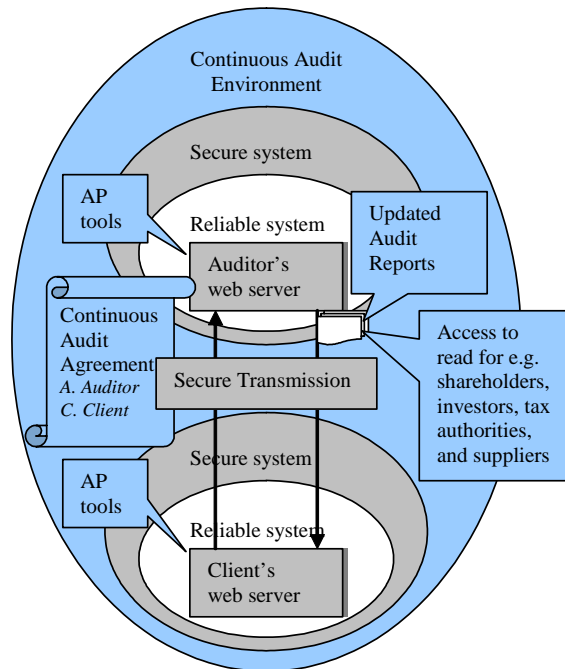 Continuous Audit
Environment
Secure system
AP
tools
Reliable system
Updated
Audit
Reports
Auditor's
web server
Continuous
Audit
Agreement
A. Auditor
C. Client
Access to
read for e.g.
shareholders,
investors, tax
authorities,
and suppliers
Secure Transmission
Secure system
AP
tools
Reliable system
Client's
web server